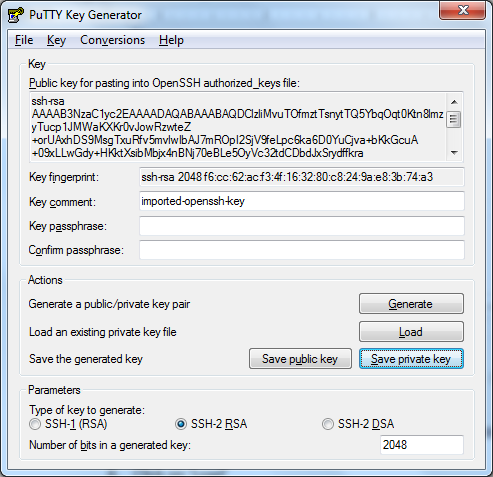 PuTTY Key Generator
File Key Conversions Help
Key
Public key for pasting into OpenSSH authorized_keys file:
ssh-rsa
AAAAB3NzaC1yc2EAAAADAQABAAABAQDClzliMvuTOfmztTsnytTQ5YbqOqt0Ktn8lmz
yTucp1JMWaKXKr0vJowRzwteZ
+orUAxhDS9MsgTxuRfv5mvlwlbAJ7mROpI2SjV9feLpc6ka6D0YuCjva+bKkGcuA
+09xLLwGdy+HKktXsibMbjx4nBNj70eBLe5OyVc32tdCDbdJxSrydffkra
Key fingerprint: ssh-rsa 2048 f6:cc:62:ac:f3:4f:16:32:80:c8:24:9a:e8:3b:74:a3
Key comment: imported-openssh-key
Key passphrase:
Confirm passphrase:
Actions
Generate a public/private key pair Generate
Load an existing private key file Load
Save the generated key Save public key Save private key
Parameters
Type of key to generate:
SSH-1 (RSA) SSH-2 RSA SSH-2 DSA
Number of bits in a generated key: 2048